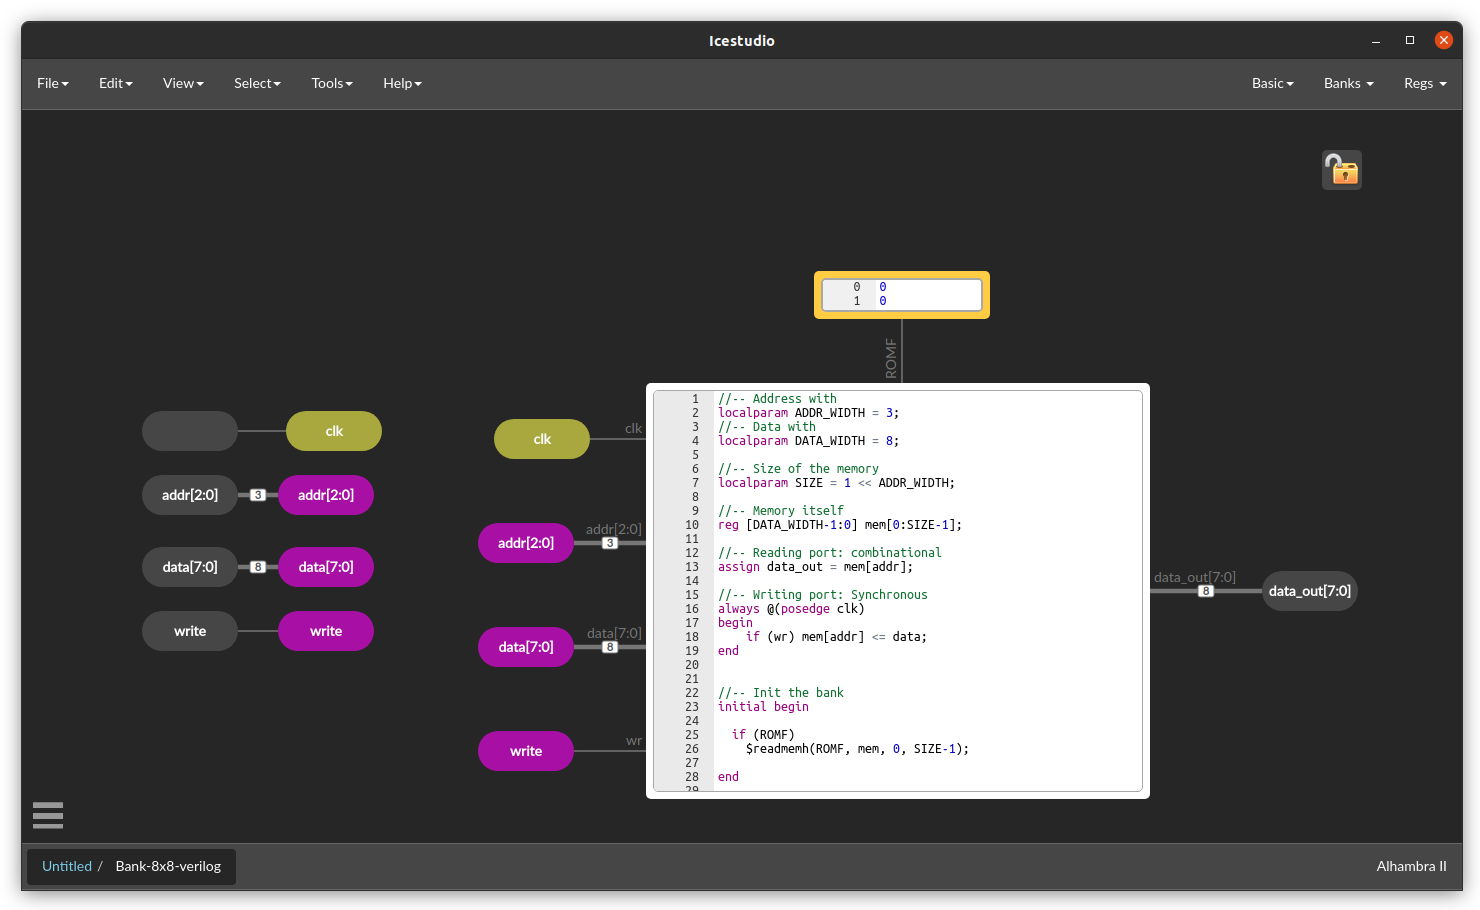 Icestudio
File Edit View Select Tools Help Basic Banks Regs
0 0
1 0
ROMF
clk
addr[2:0] 3 addr[2:0]
data[7:0] 8 data[7:0]
write write
clk clk
addr[2:0] addr[2:0] 3
data[7:0] data[7:0] 8
write wr
1 //-- Address with
2 localparam ADDR_WIDTH = 3;
3 //-- Data with
4 localparam DATA_WIDTH = 8;
5
6 //-- Size of the memory
7 localparam SIZE = 1 << ADDR_WIDTH;
8
9 //-- Memory itself
10 reg [DATA_WIDTH-1:0] mem[0:SIZE-1];
11
12 //-- Reading port: combinational
13 assign data_out = mem[addr];
14
15 //-- Writing port: Synchronous
16 always @(posedge clk)
17 begin
18     if (wr) mem[addr] <= data;
19 end
20
21
22 //-- Init the bank
23 initial begin
24
25   if (ROMF)
26     $readmemh(ROMF, mem, 0, SIZE-1);
27
28 end
29
data_out[7:0]
8 data_out[7:0]
Untitled / Bank-8x8-verilog Alhambra II